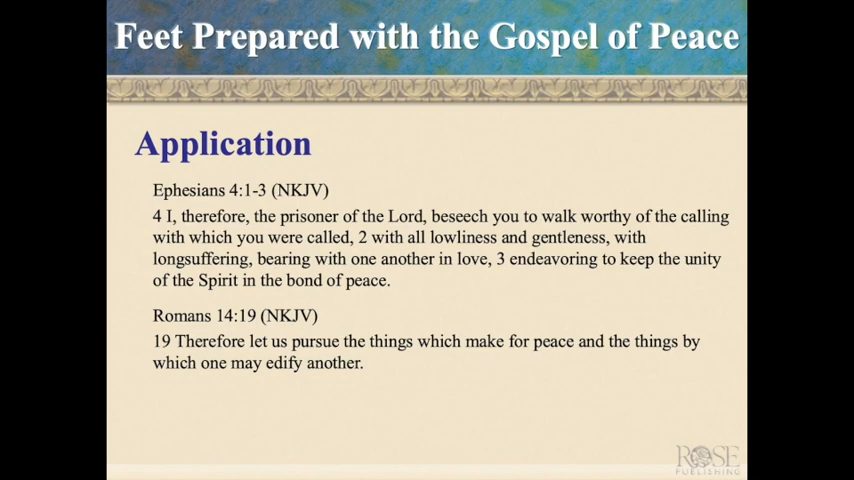 Feet Prepared with the Gospel of Peace
Application
Ephesians 4:1-3 (NKJV)
4 I, therefore, the prisoner of the Lord, beseech you to walk worthy of the calling
with which you were called, 2 with all lowliness and gentleness, with
longsuffering, bearing with one another in love, 3 endeavoring to keep the unity
of the Spirit in the bond of peace.
Romans 14:19 (NKJV)
19 Therefore let us pursue the things which make for peace and the things by
which one may edify another.
ROSE
PUBLISHING